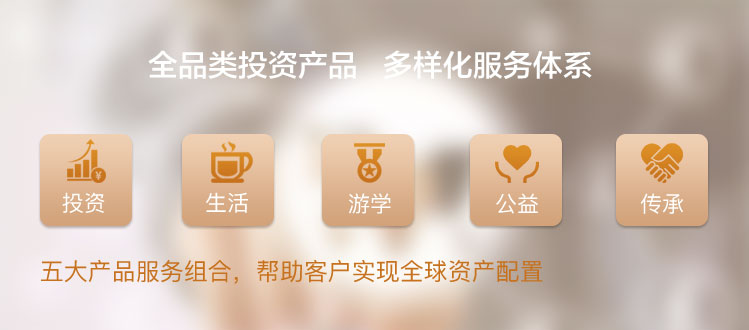 全品类投资产品 多样化服务体系
投资 生活 游学 公益 传承
五大产品服务组合，帮助客户实现全球资产配置